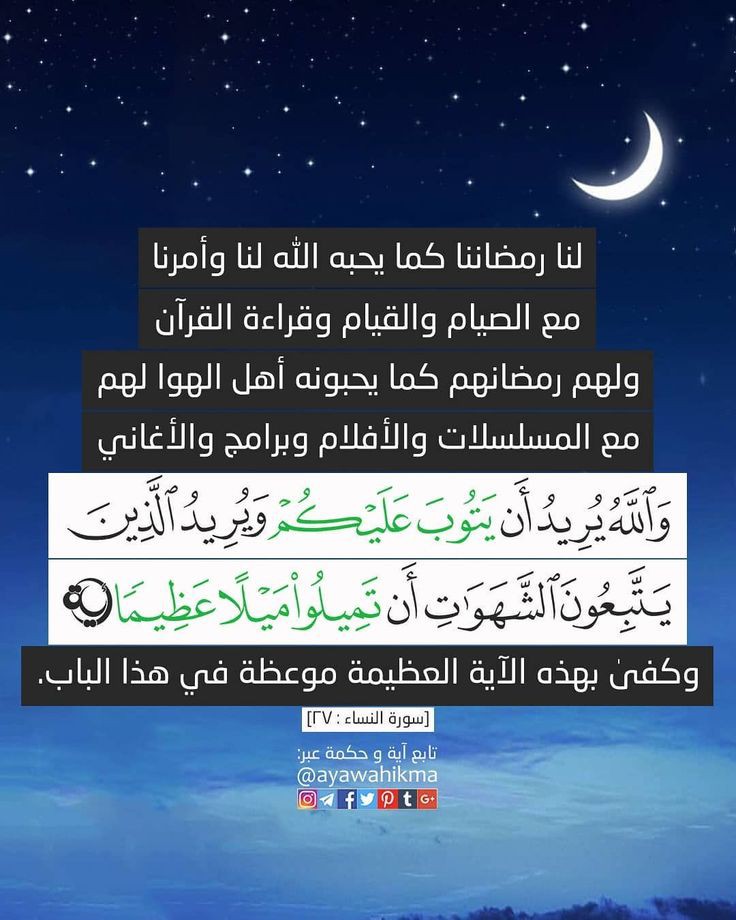 لنا رمضاننا كما يحبه الله لنا وأمرنا
مع الصيام والقيام وقراءة القرآن
ولهم رمضانهم كما يحبونه أهل الهوا لهم
مع المسلسلات والأفلام وبرامج والأغاني
وَٱللَّهُ يُرِيدُ أَن يَتُوبَ عَلَيۡكُمۡ وَيُرِيدُ ٱلَّذِينَ
يَتَّبِعُونَ ٱلشَّهَوَٰتِ أَن تَمِيلُواْ مَيۡلًا عَظِيمٗا
وكفىٰ بهذه الآية العظيمة موعظة في هذا الباب.
[سورة النساء : ٢٧]
تابع آية و حكمة عبر:
@ayawahikma